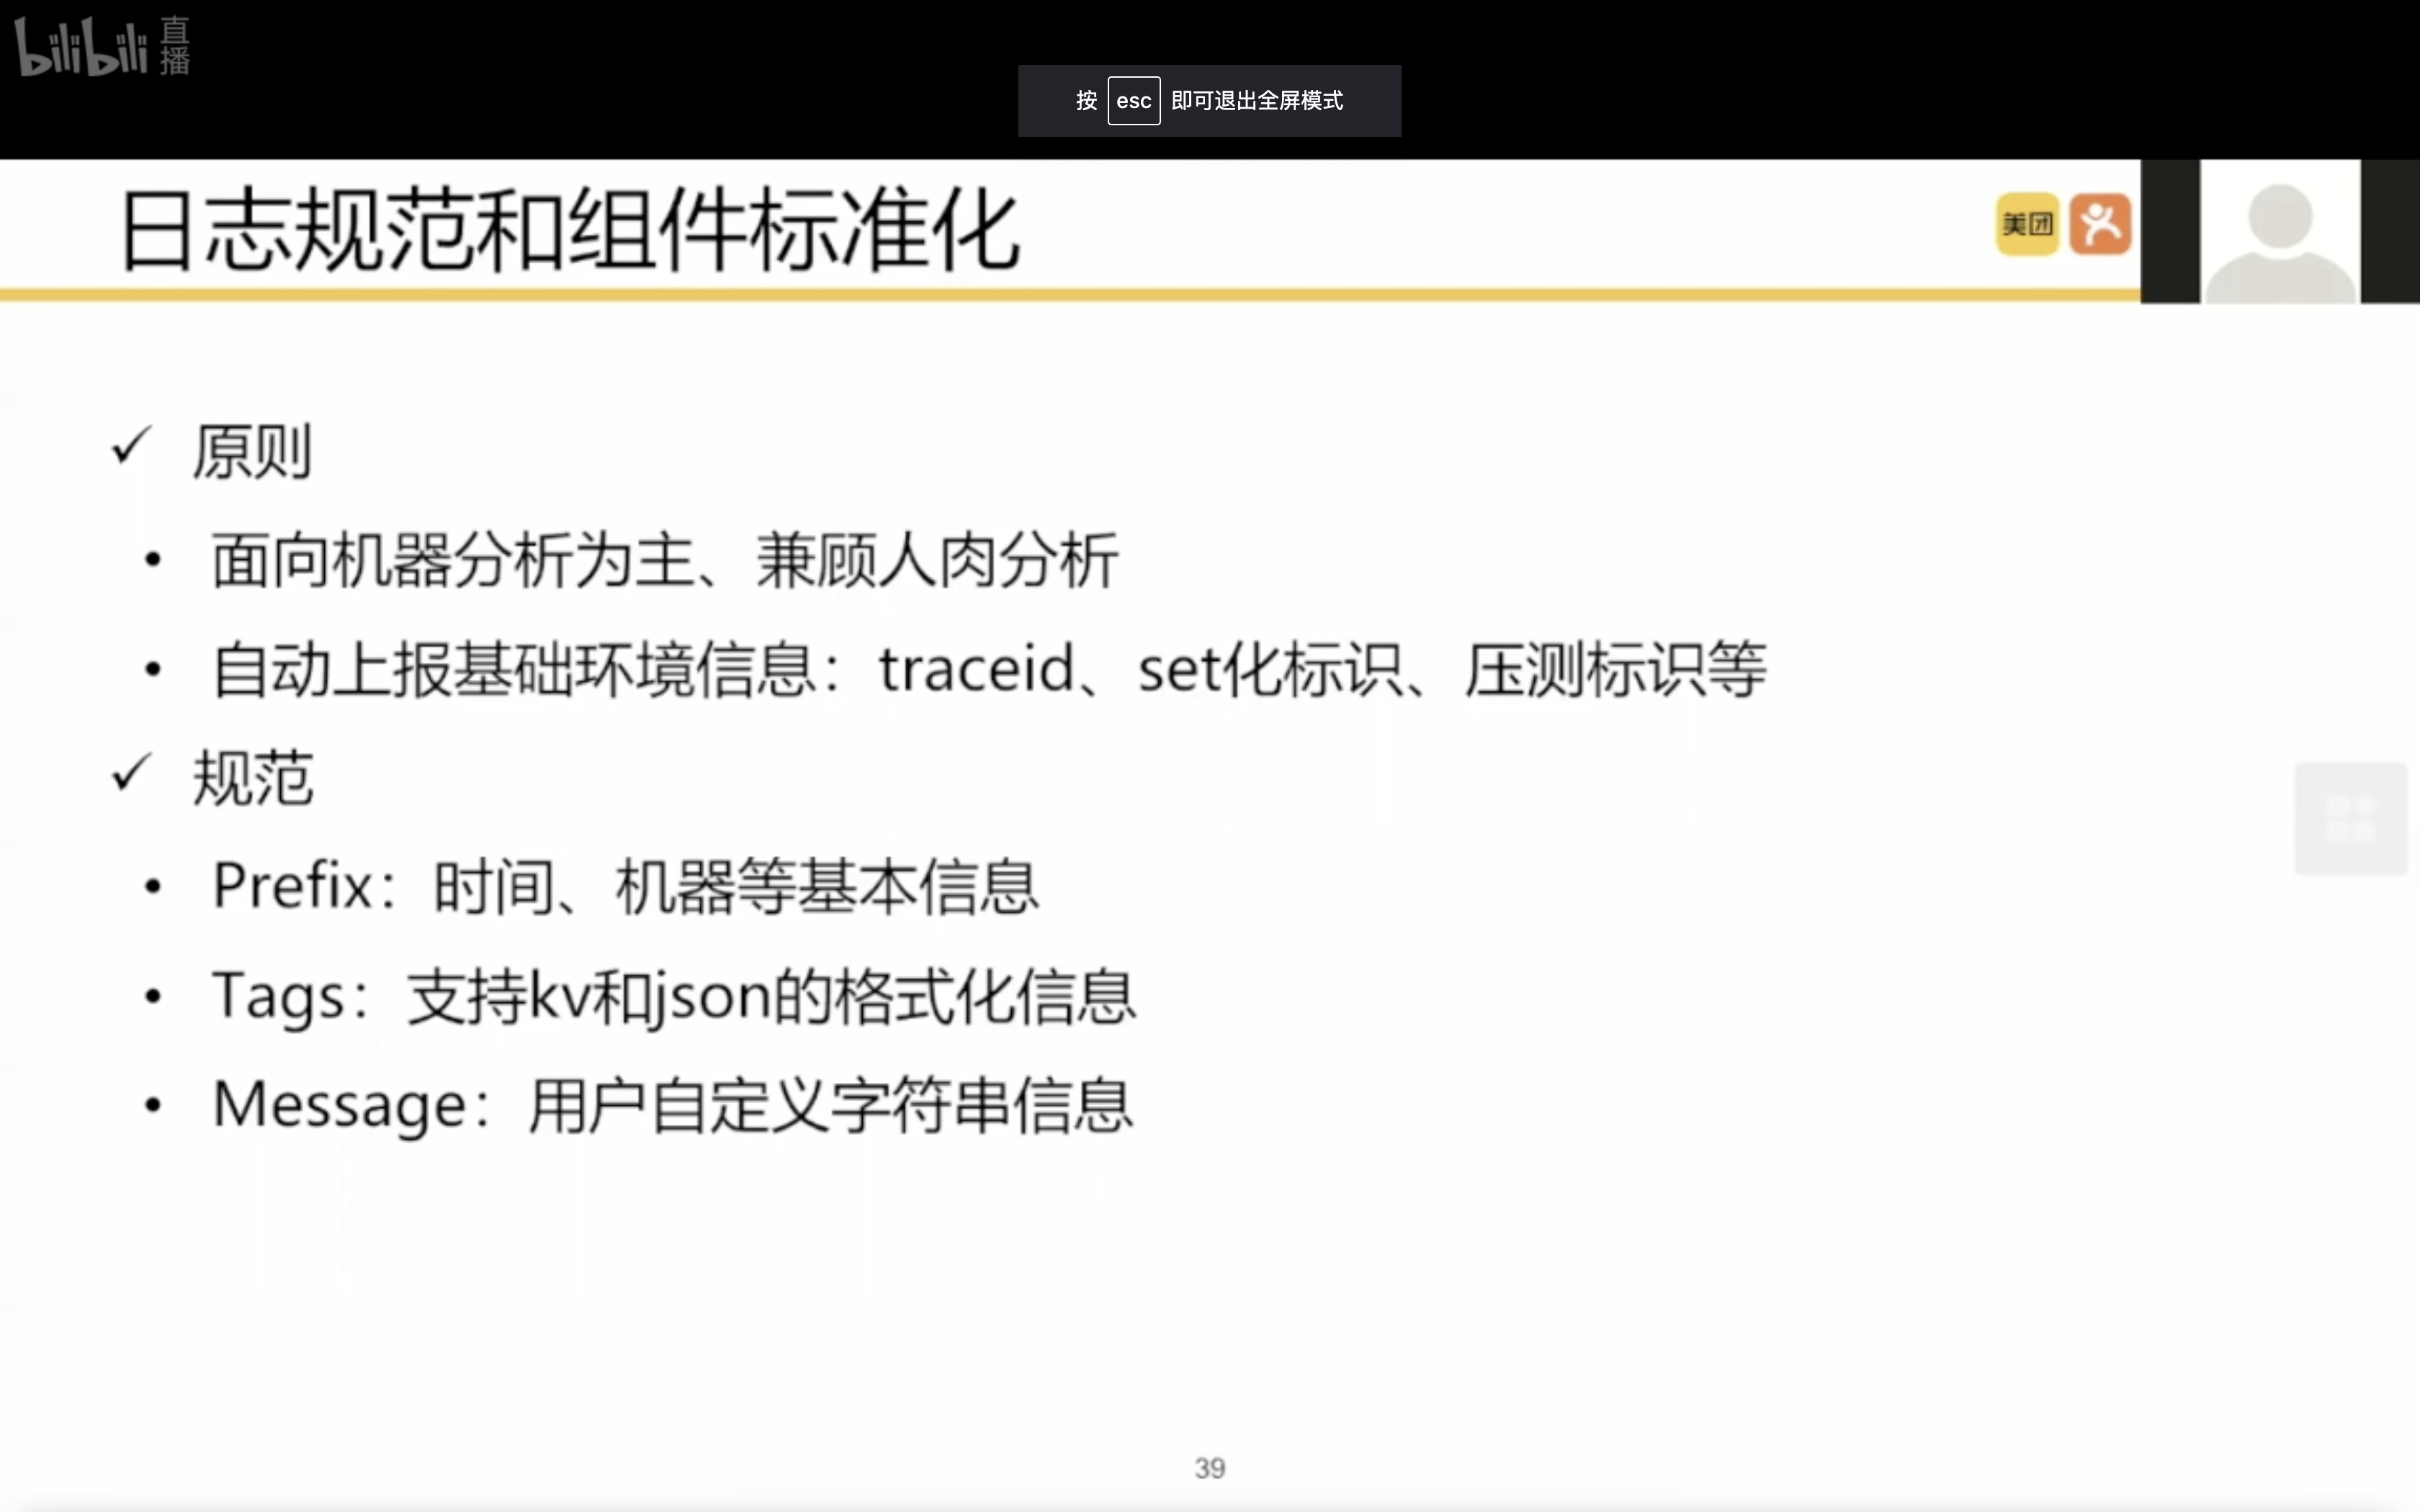 bilibili 直播
按 esc 即可退出全屏模式
日志规范和组件标准化
美团
✓ 原则
• 面向机器分析为主、兼顾人肉分析
• 自动上报基础环境信息：traceid、set化标识、压测标识等
✓ 规范
• Prefix：时间、机器等基本信息
• Tags：支持kv和json的格式化信息
• Message：用户自定义字符串信息
39